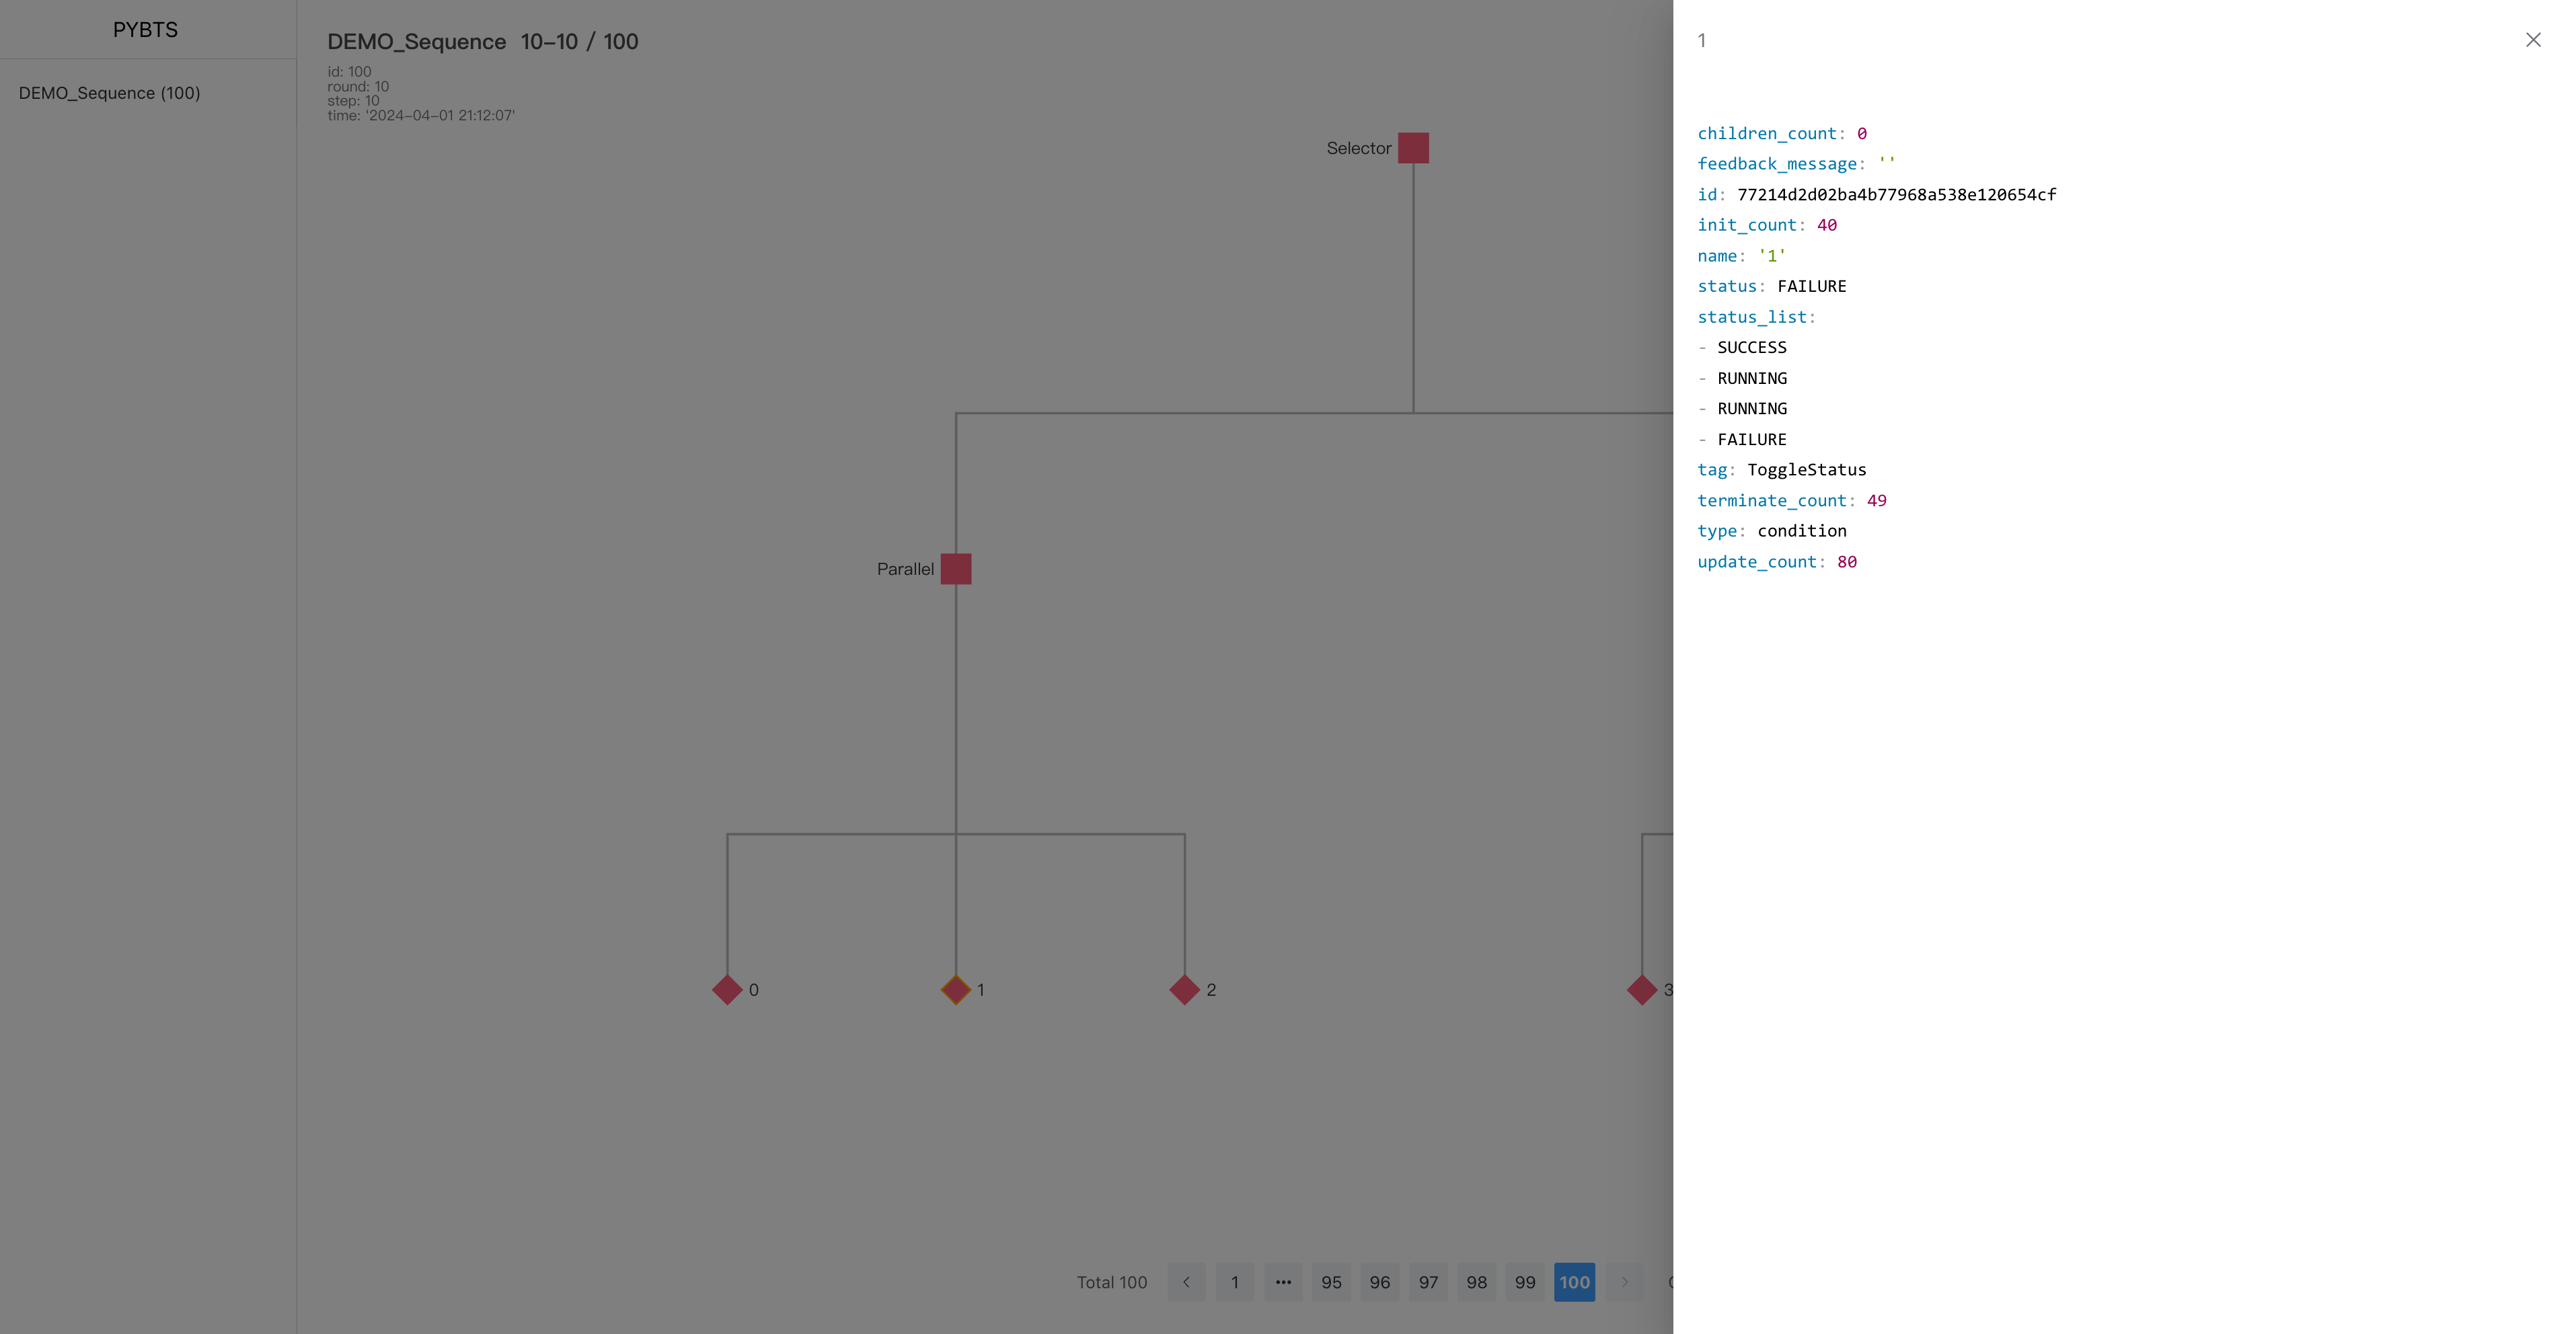 PYBTS
DEMO_Sequence (100)
DEMO_Sequence 10-10 / 100
id: 100
round: 10
step: 10
time: '2024-04-01 21:12:07'
Selector
Parallel
0
1
2
3
Total 100
1
•••
95
96
97
98
99
100
1
children_count: 0
feedback_message: ''
id: 77214d2d02ba4b77968a538e120654cf
init_count: 40
name: '1'
status: FAILURE
status_list:
- SUCCESS
- RUNNING
- RUNNING
- FAILURE
tag: ToggleStatus
terminate_count: 49
type: condition
update_count: 80